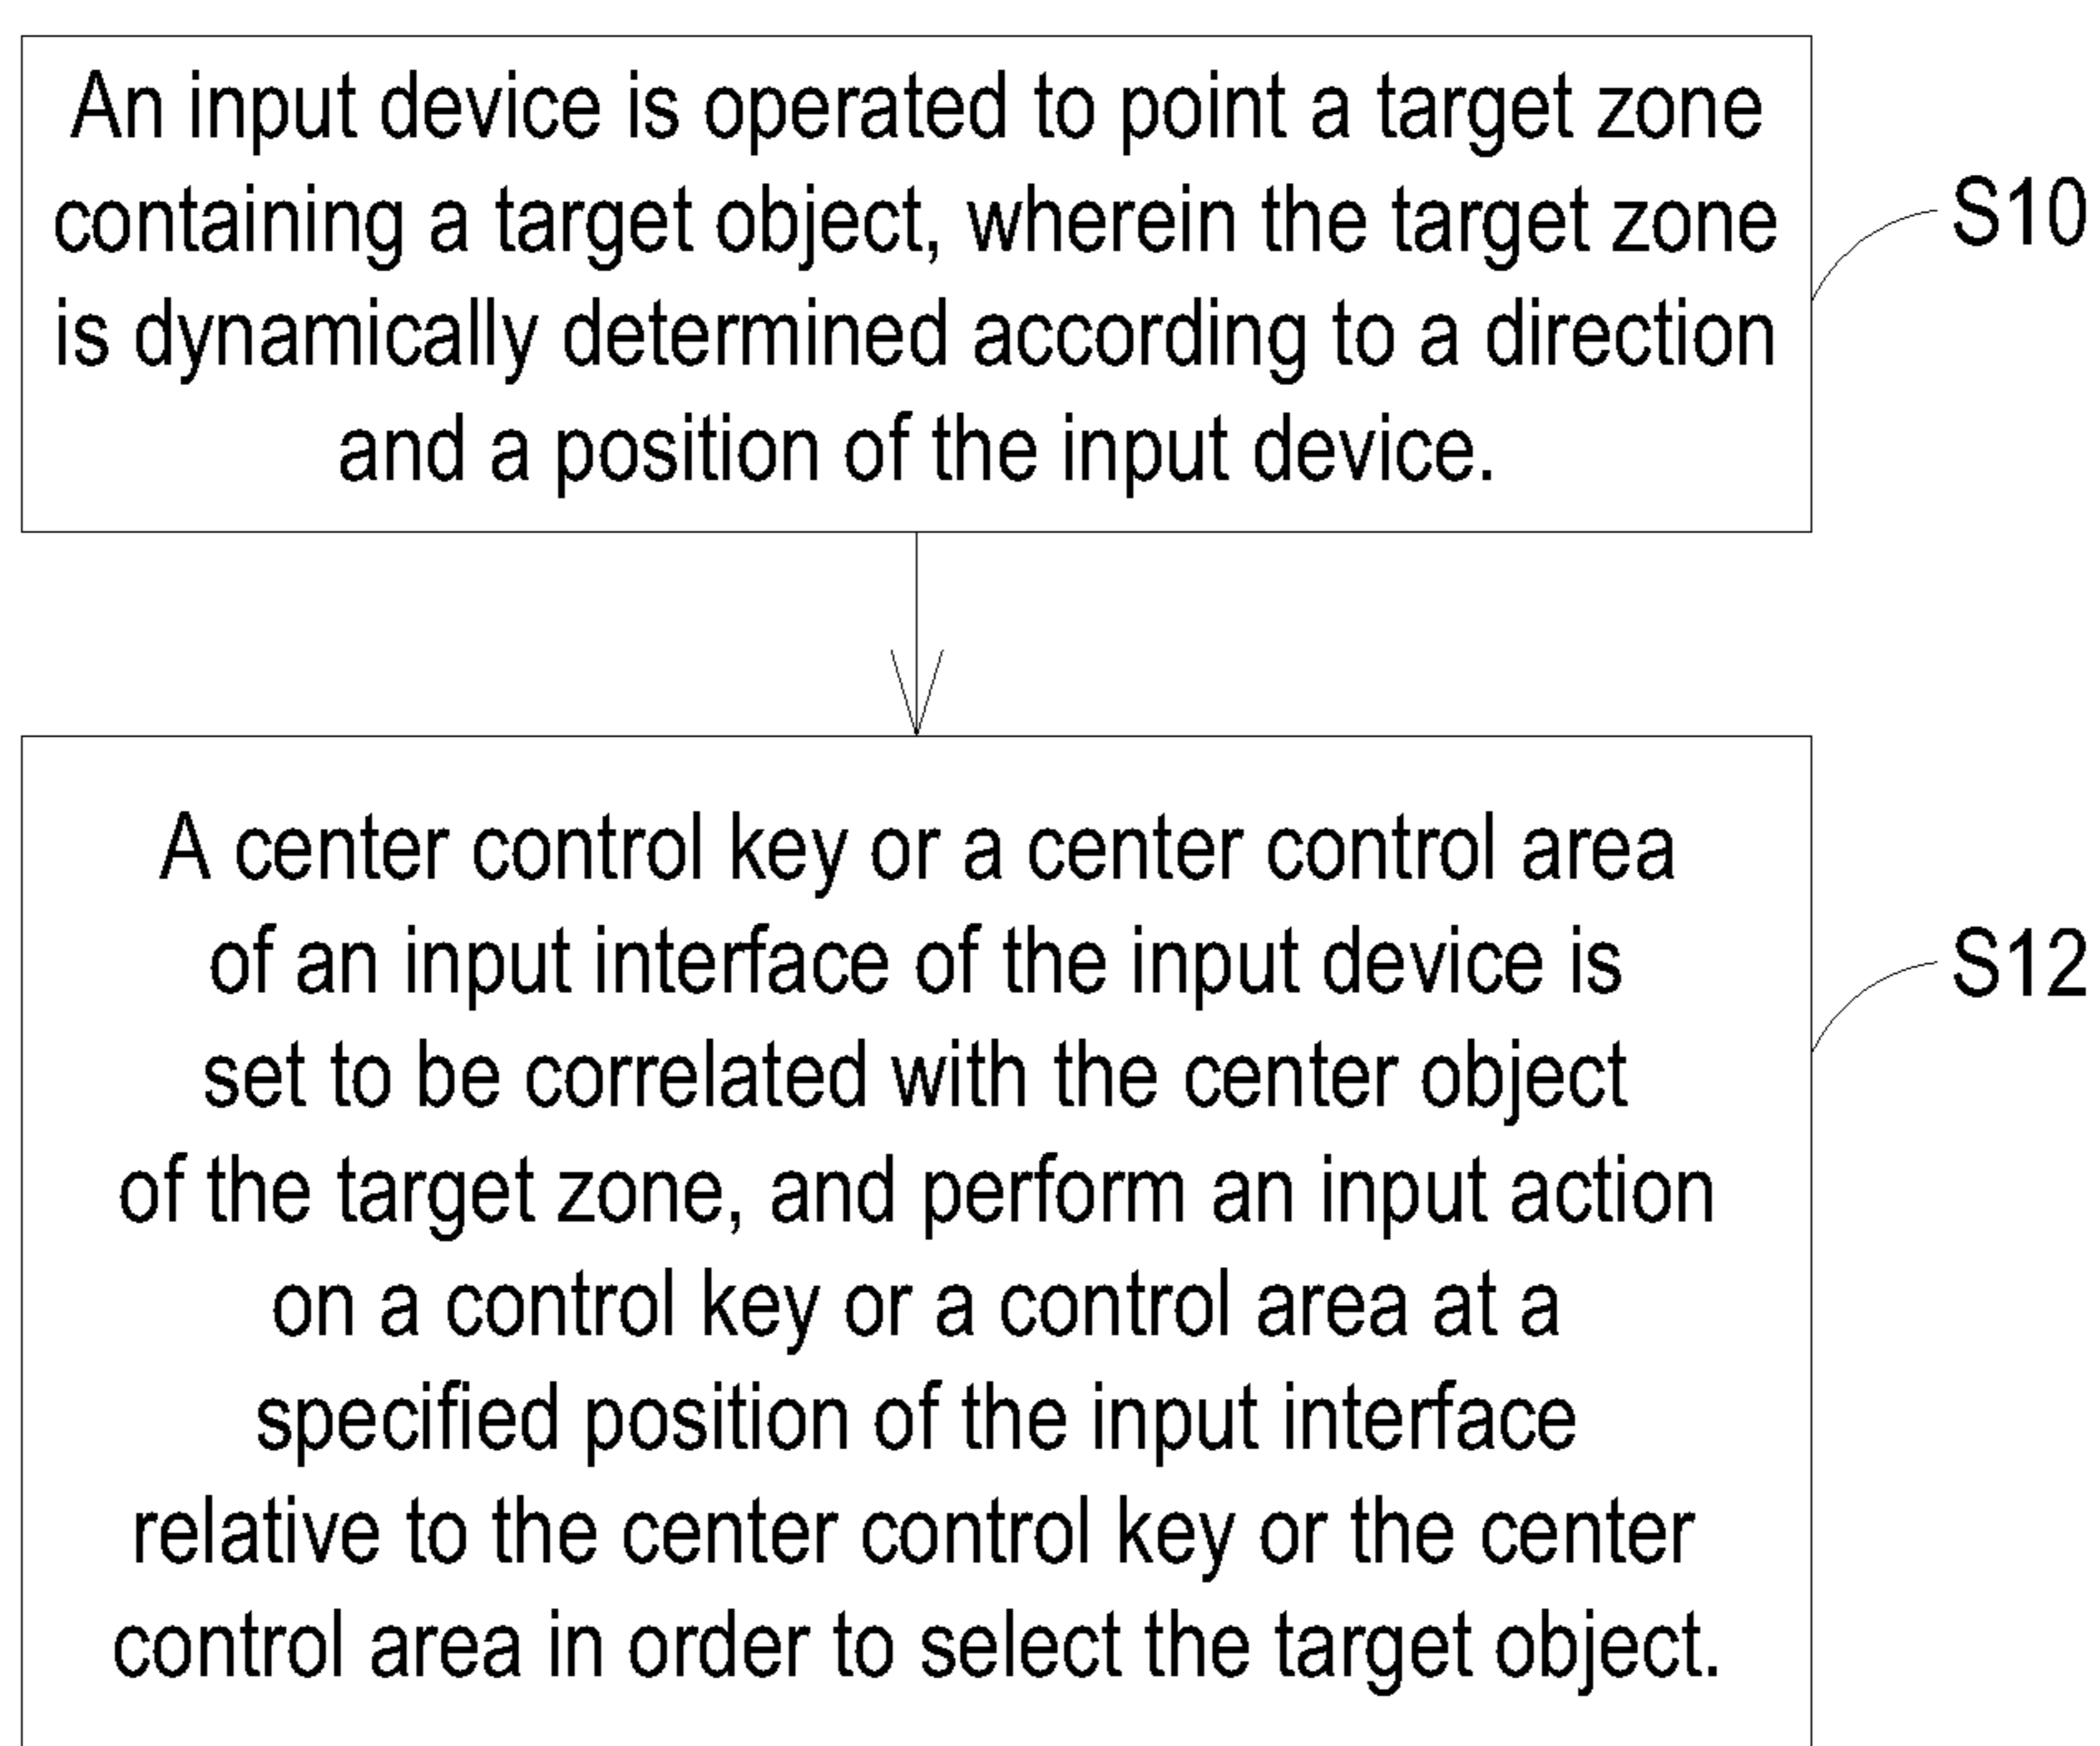 An input device is operated to point a target zone
containing a target object, wherein the target zone
is dynamically determined according to a direction
and a position of the input device.
S10
A center control key or a center control area
of an input interface of the input device is
set to be correlated with the center object
of the target zone, and perform an input action
on a control key or a control area at a
specified position of the input interface
relative to the center control key or the center
control area in order to select the target object.
S12